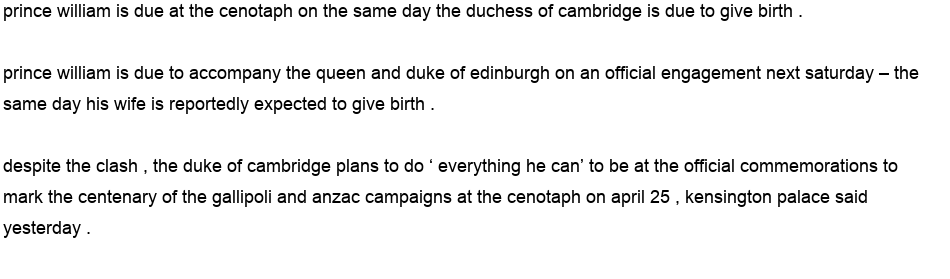 prince william is due at the cenotaph on the same day the duchess of cambridge is due to give birth .
prince william is due to accompany the queen and duke of edinburgh on an official engagement next saturday – the
same day his wife is reportedly expected to give birth .
despite the clash , the duke of cambridge plans to do ‘ everything he can’ to be at the official commemorations to
mark the centenary of the gallipoli and anzac campaigns at the cenotaph on april 25 , kensington palace said
yesterday .